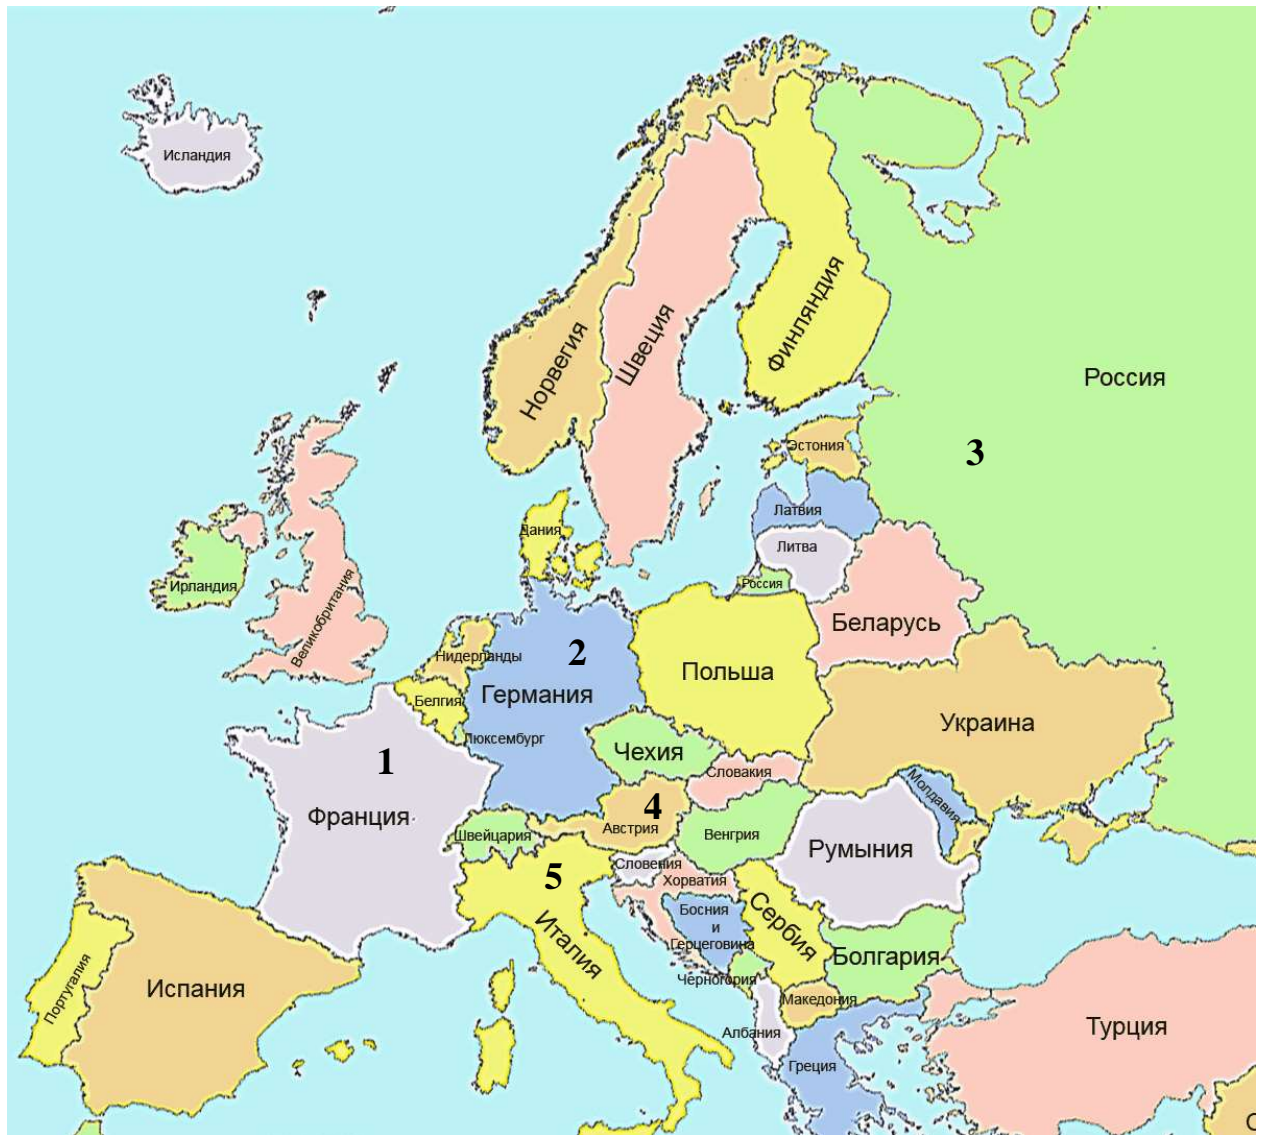 Исландия
Норвегия
Швеция
Финляндия
Россия
3
Эстония
Латвия
Литва
Россия
Дания
Ирландия
Великобритания
Беларусь
Нидерланды
2
Германия
Польша
Бельгия
Люксембург
Чехия
Словакия
Украина
Молдавия
1
Франция
Швейцария
4
Австрия
Венгрия
Румыния
5
Италия
Словения
Хорватия
Босния
и
Герцеговина
Сербия
Черногория
Болгария
Македония
Албания
Греция
Турция
Португалия
Испания
С